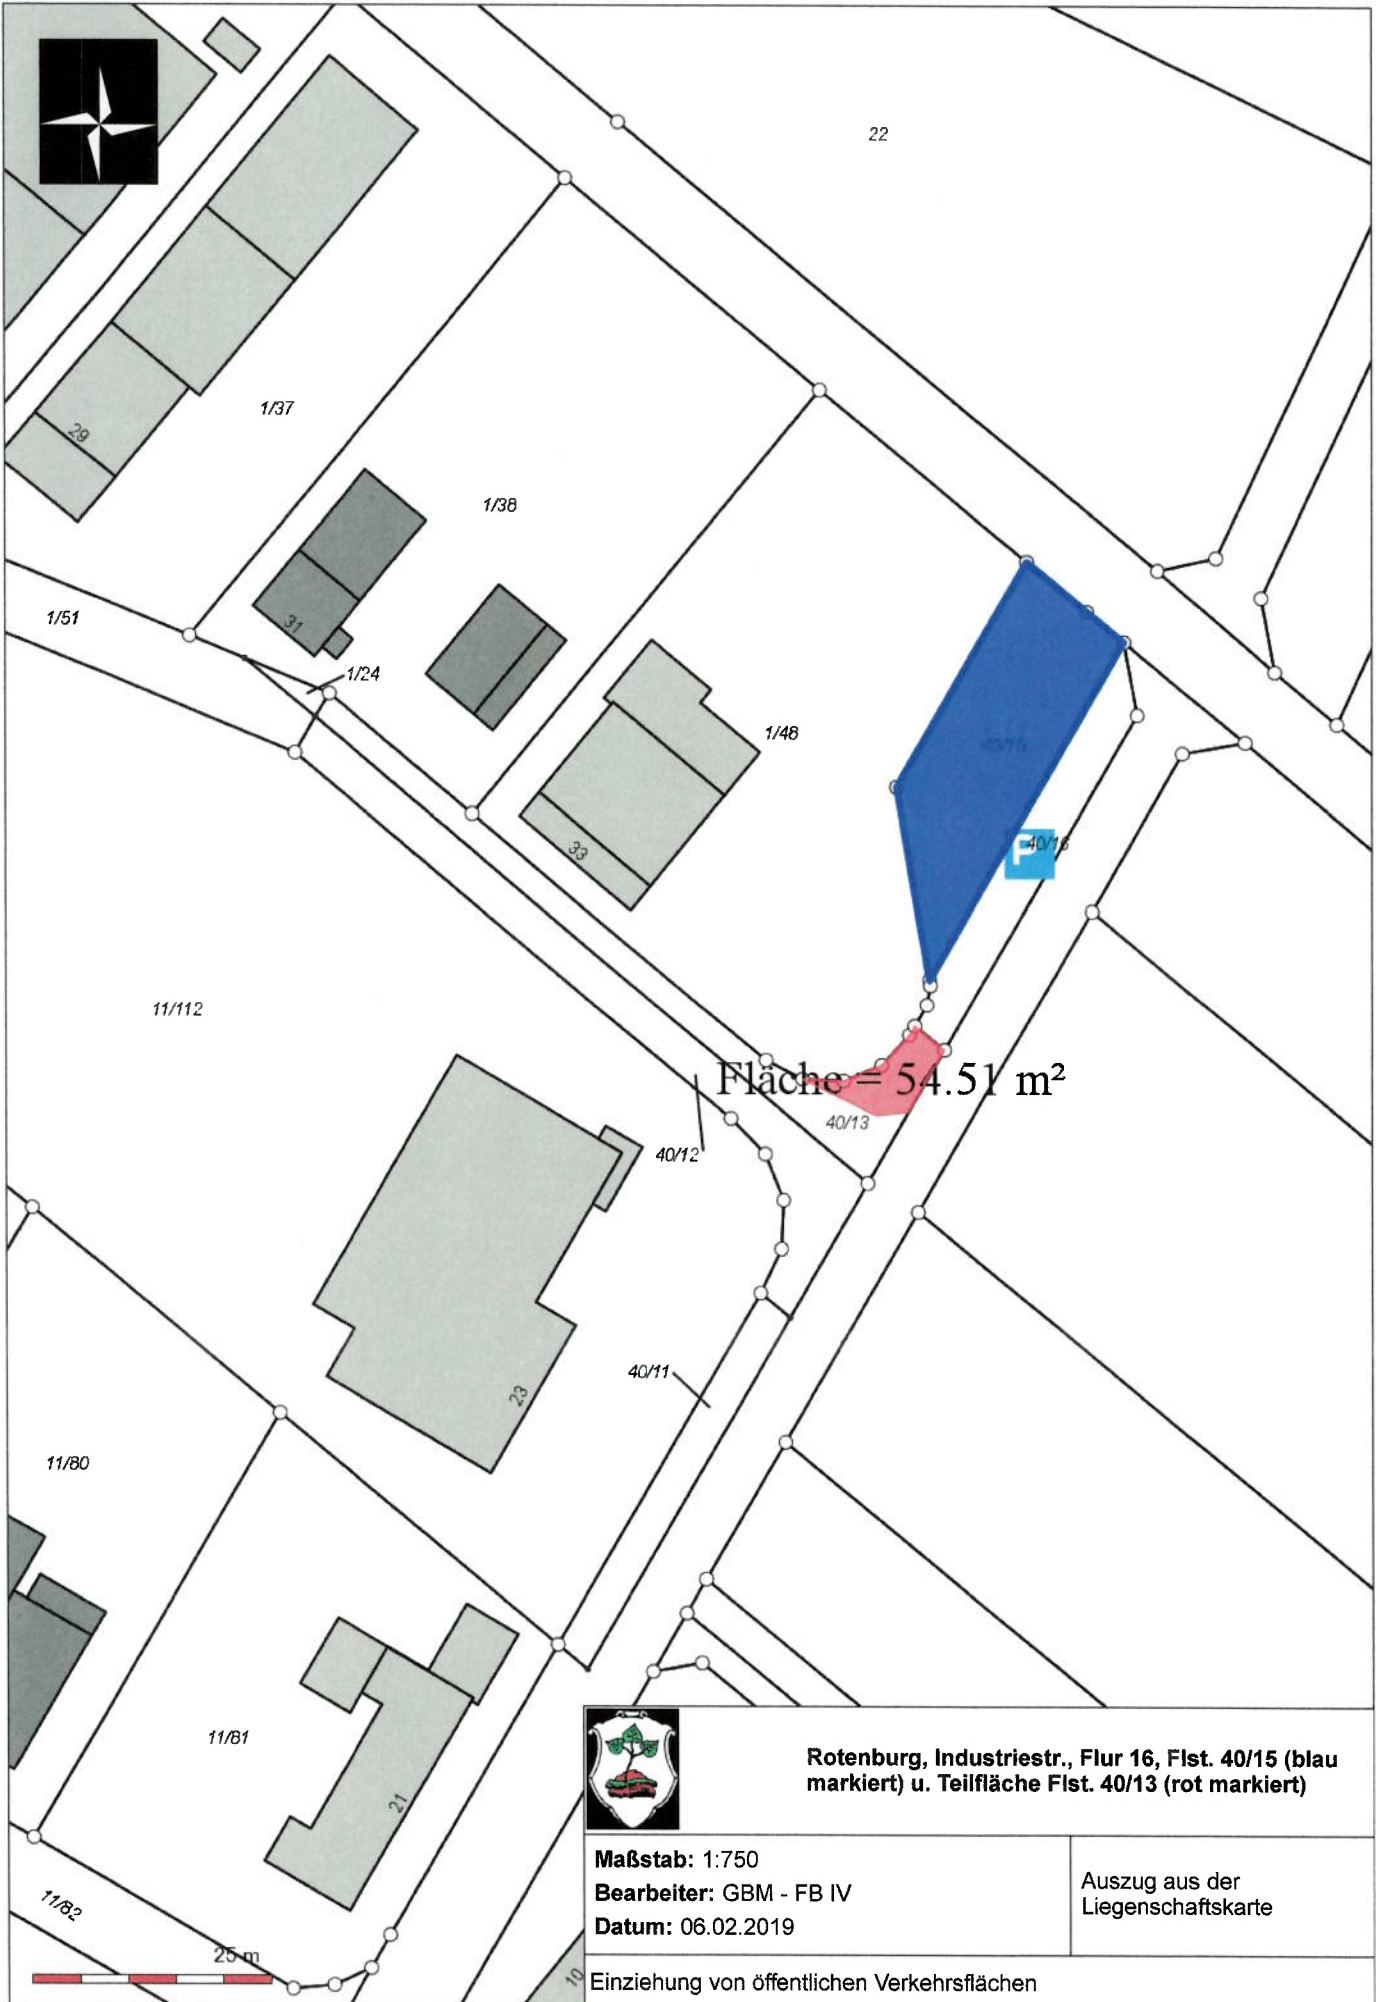 22
1/37
29
1/38
1/51
31
1/24
1/48
40/15
33
P
40/16
11/112
Fläche = 54.51 m²
40/13
40/12
40/11
23
11/80
11/81
21
11/82
25 m
10
Rotenburg, Industriestr., Flur 16, Flst. 40/15 (blau
markiert) u. Teilfläche Flst. 40/13 (rot markiert)
Maßstab: 1:750
Bearbeiter: GBM - FB IV
Datum: 06.02.2019
Auszug aus der
Liegenschaftskarte
Einziehung von öffentlichen Verkehrsflächen